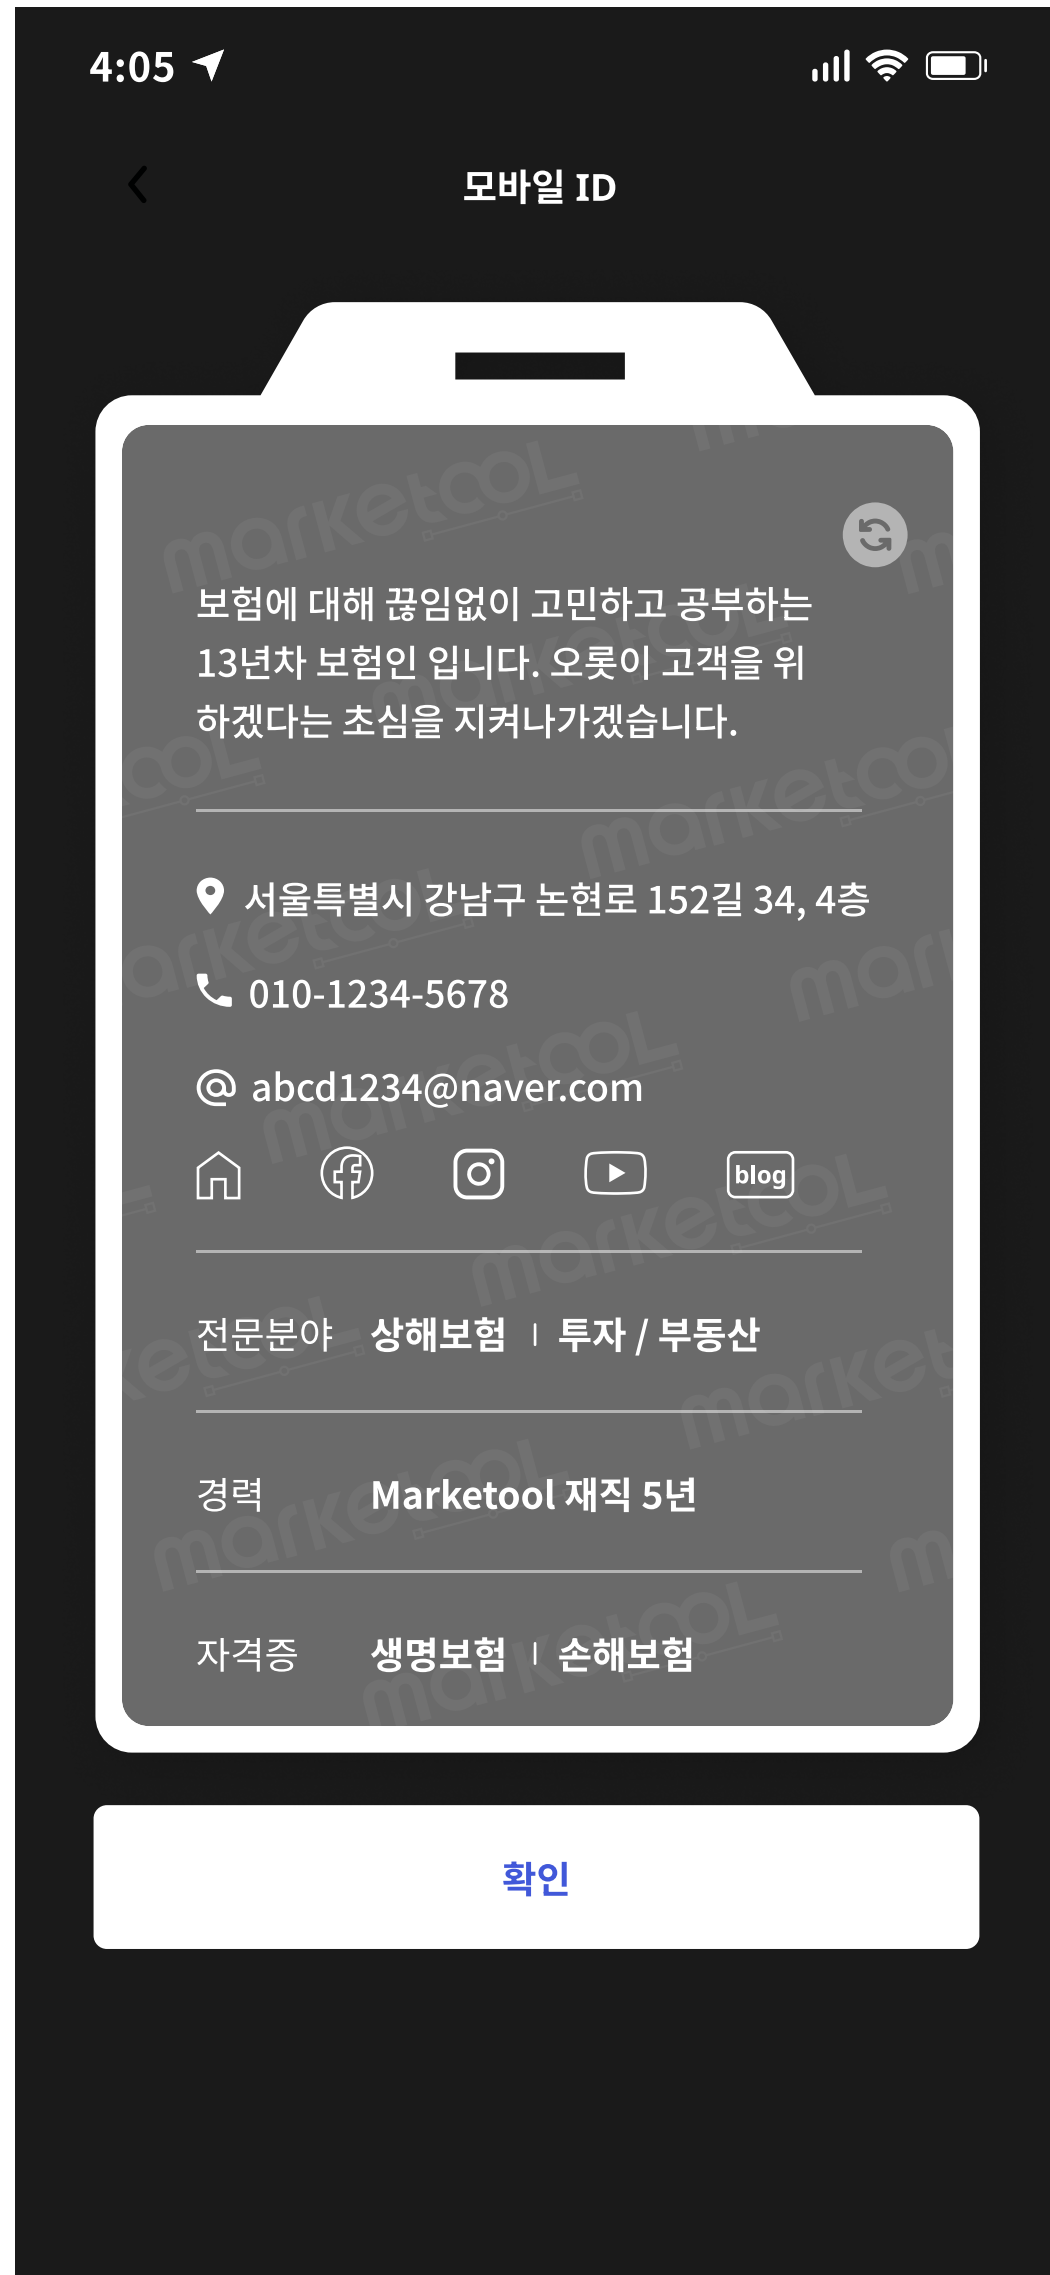 4:05
모바일 ID
보험에 대해 끊임없이 고민하고 공부하는
13년차 보험인 입니다. 오롯이 고객을 위
하겠다는 초심을 지켜나가겠습니다.
서울특별시 강남구 논현로 152길 34, 4층
010-1234-5678
abcd1234@naver.com
blog
전문분야 상해보험 | 투자 / 부동산
경력 Marketool 재직 5년
자격증 생명보험 | 손해보험
확인